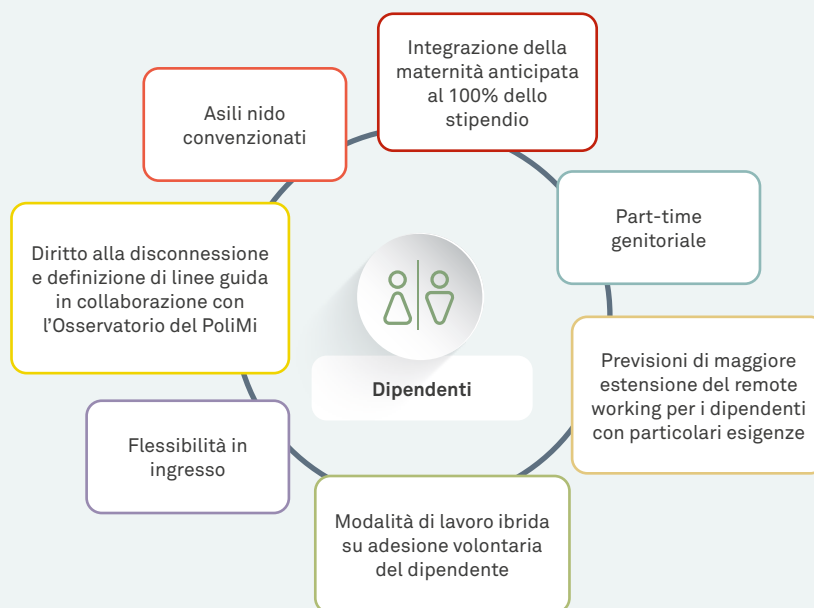 Integrazione della
maternità anticipata
al 100% dello
stipendio
Asili nido
convenzionati
Part-time
genitoriale
Diritto alla disconnessione
e definizione di linee guida
in collaborazione con
l’Osservatorio del PoliMi
Dipendenti
Previsioni di maggiore
estensione del remote
working per i dipendenti
con particolari esigenze
Flessibilità in
ingresso
Modalità di lavoro ibrida
su adesione volontaria
del dipendente